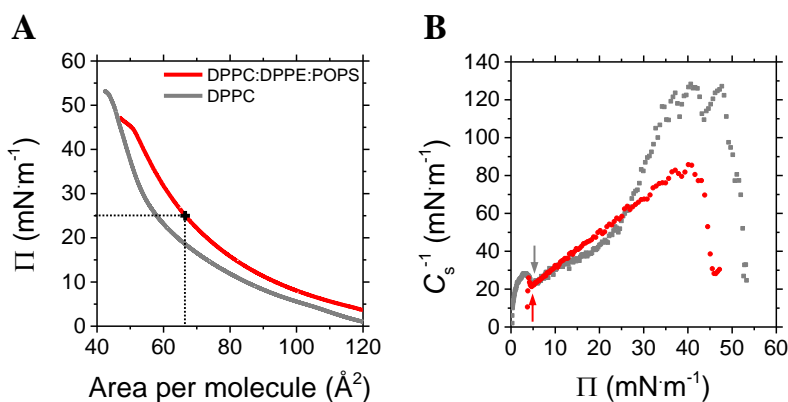 A
60
50
40
30
20
10
0
40 60 80 100 120
Π (mN·m⁻¹)
Area per molecule (Å²)
DPPC:DPPE:POPS
DPPC
B
140
120
100
80
60
40
20
0
0 10 20 30 40 50 60
Cₛ⁻¹ (mN·m⁻¹)
Π (mN·m⁻¹)